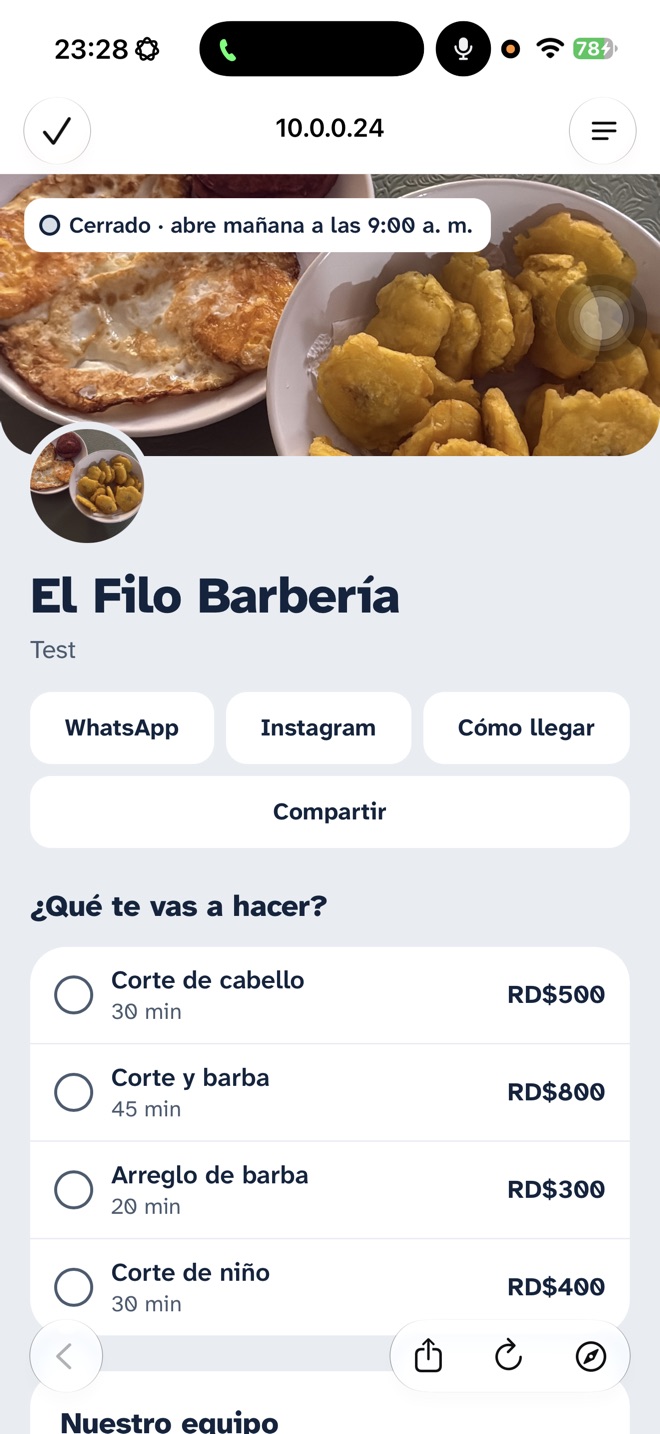 23:28
78
10.0.0.24
Cerrado · abre mañana a las 9:00 a. m.
El Filo Barbería
Test
WhatsApp
Instagram
Cómo llegar
Compartir
¿Qué te vas a hacer?
Corte de cabello
30 min
RD$500
Corte y barba
45 min
RD$800
Arreglo de barba
20 min
RD$300
Corte de niño
30 min
RD$400
Nuestro equipo